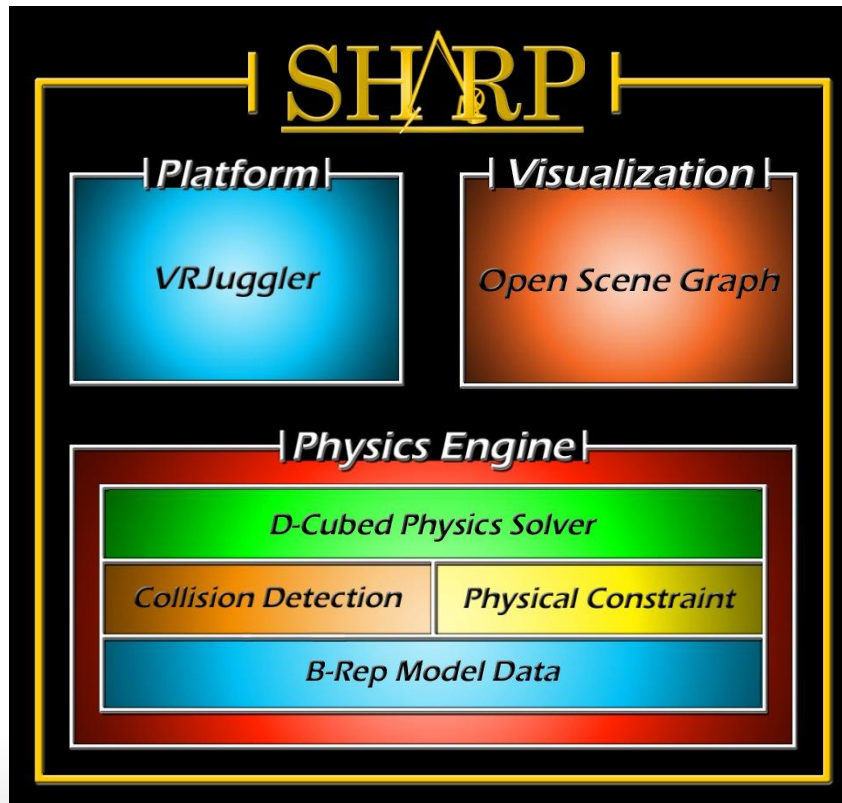 SHARP
Platform
Visualization
VRJuggler
Open Scene Graph
Physics Engine
D-Cubed Physics Solver
Collision Detection
Physical Constraint
B-Rep Model Data